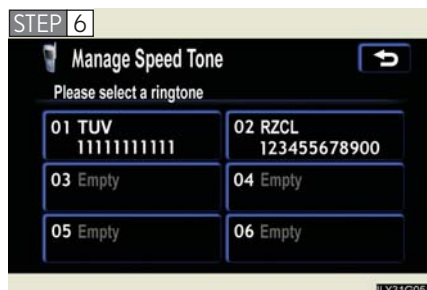 STEP 6
Manage Speed Tone
Please select a ringtone
01 TUV
11111111111
02 RZCL
123455678900
03 Empty
04 Empty
05 Empty
06 Empty